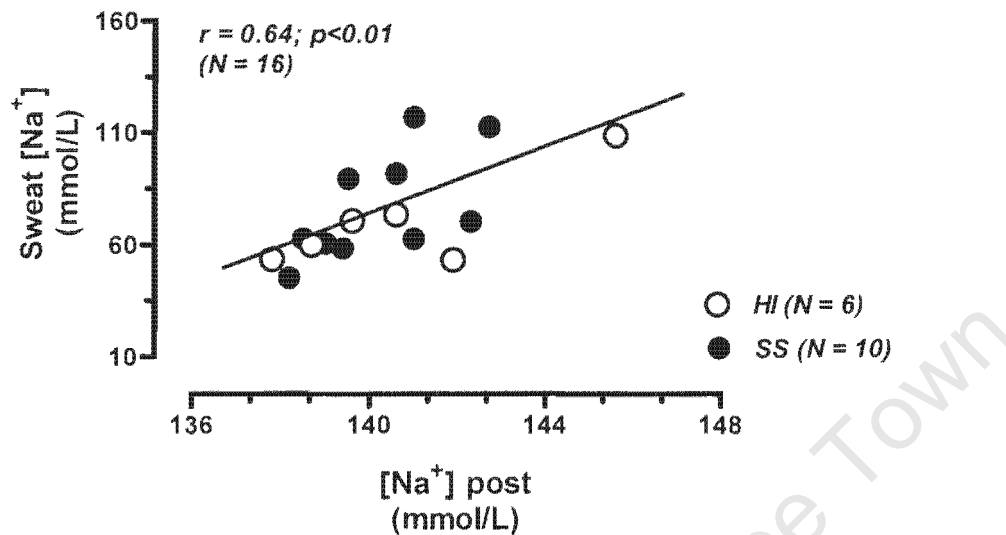 160
r = 0.64; p<0.01
(N = 16)
110
60
10
Sweat [Na⁺]
(mmol/L)
HI (N = 6)
SS (N = 10)
136 140 144 148
[Na⁺] post
(mmol/L)
Town